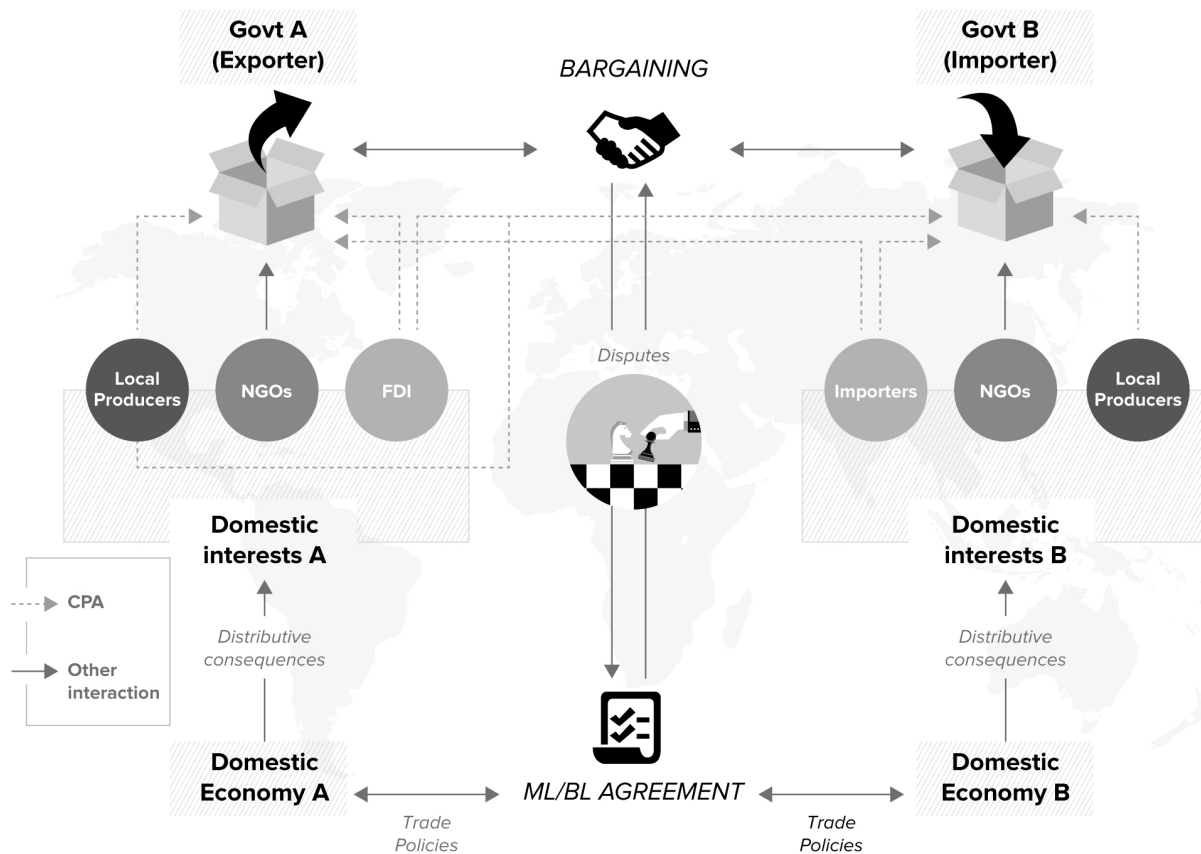 Govt A
(Exporter)
BARGAINING
Govt B
(Importer)
Disputes
Local
Producers
NGOs
FDI
Importers
NGOs
Local
Producers
Domestic
interests A
Domestic
interests B
CPA
Other
interaction
Distributive
consequences
Distributive
consequences
Domestic
Economy A
ML/BL AGREEMENT
Domestic
Economy B
Trade
Policies
Trade
Policies